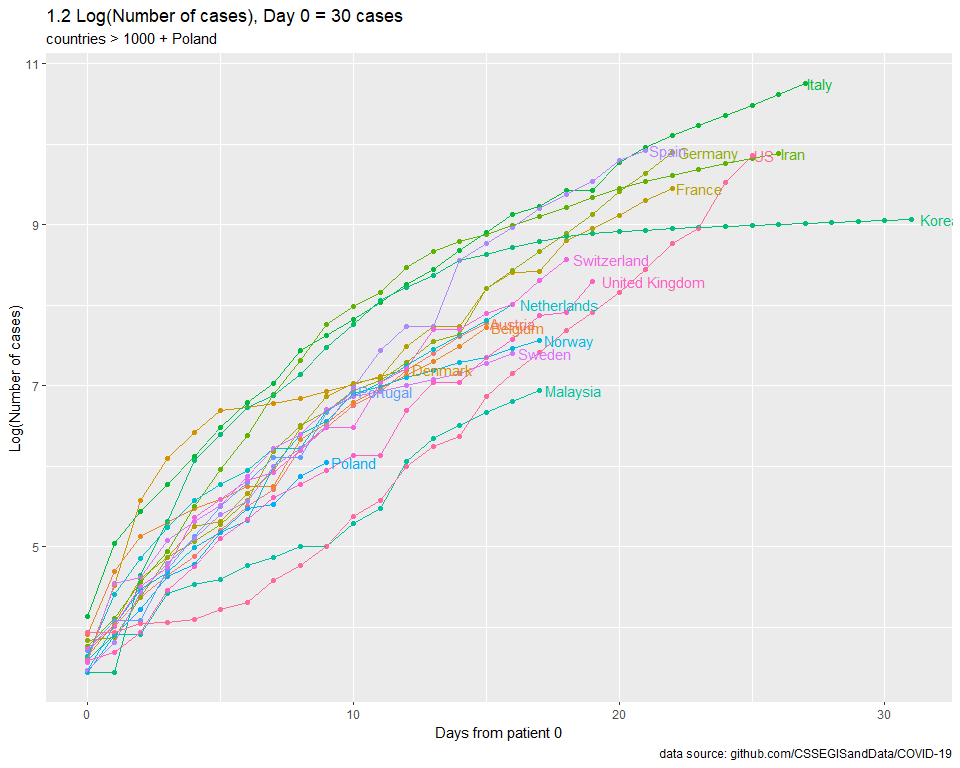 1.2 Log(Number of cases), Day 0 = 30 cases
countries > 1000 + Poland
11
9
7
5
Log(Number of cases)
Italy
Spain
Germany
US
Iran
France
Korea
Switzerland
United Kingdom
Netherlands
Austria
Belgium
Norway
Sweden
Denmark
Portugal
Malaysia
Poland
0
10
20
30
Days from patient 0
data source: github.com/CSSEGISandData/COVID-19